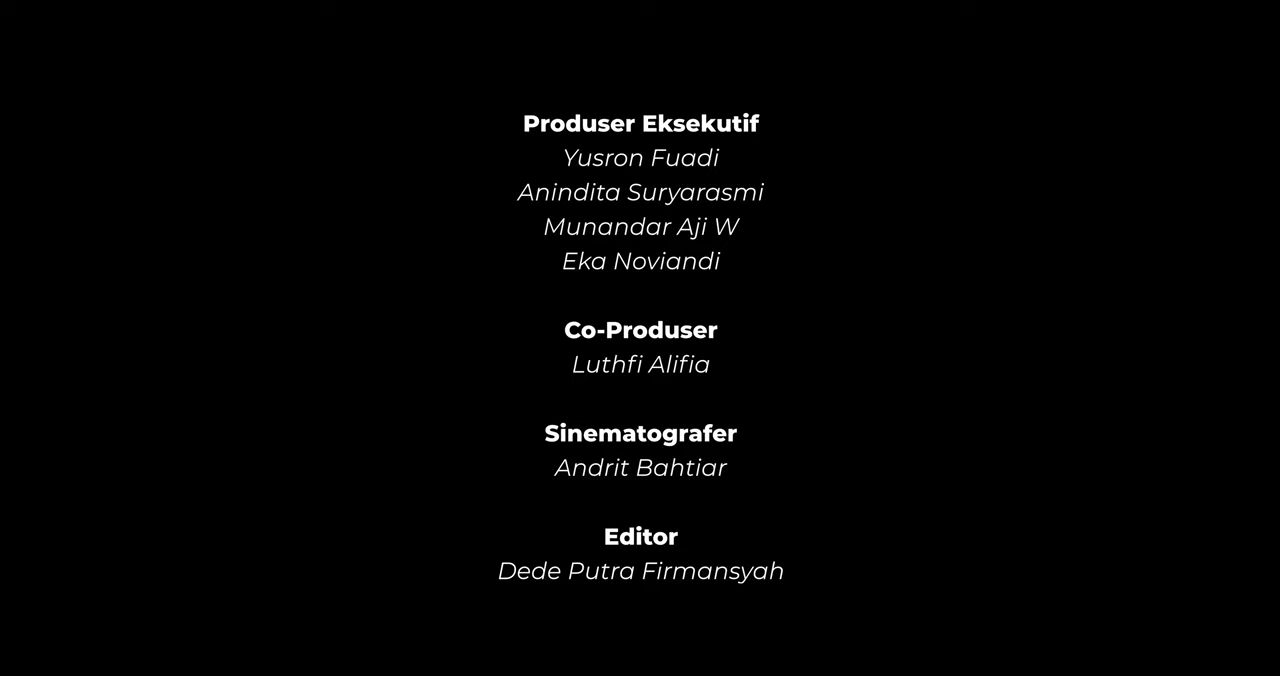 Produser Eksekutif
Yusron Fuadi
Anindita Suryarasmi
Munandar Aji W
Eka Noviandi
Co-Produser
Luthfi Alifia
Sinematografer
Andrit Bahtiar
Editor
Dede Putra Firmansyah